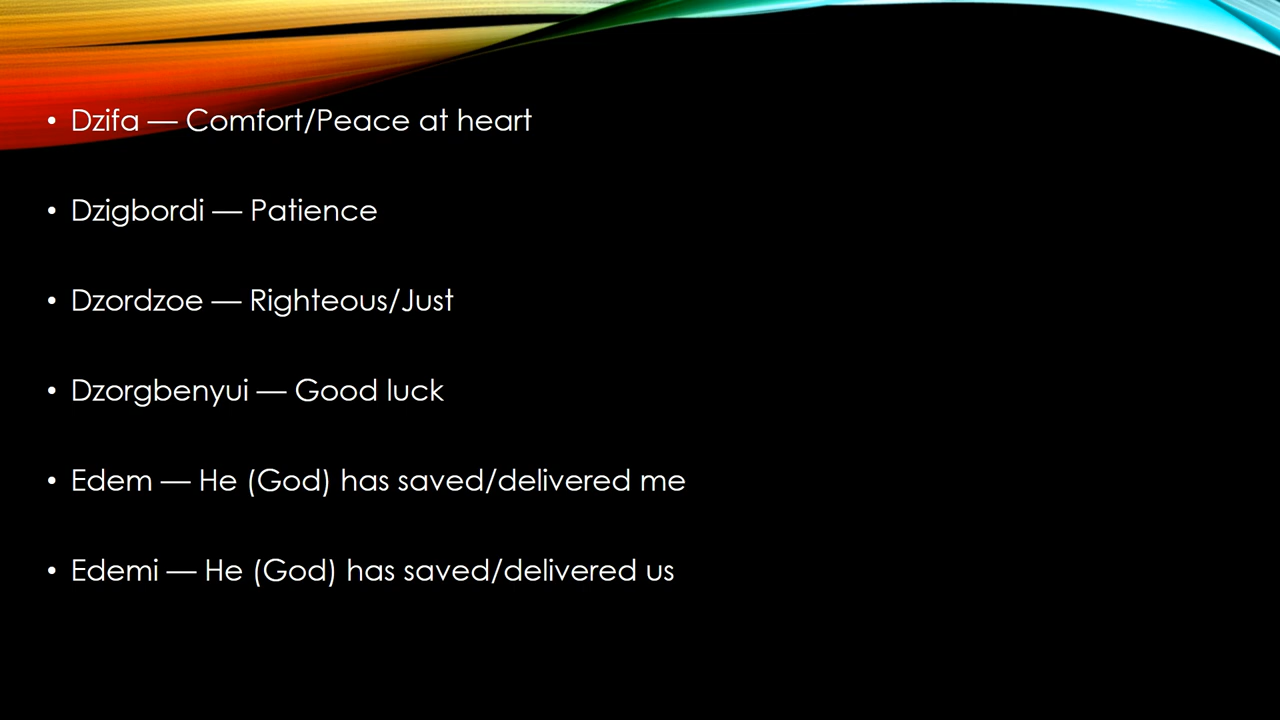 • Dzifa — Comfort/Peace at heart
• Dzigbordi — Patience
• Dzordzoe — Righteous/Just
• Dzorgbenyui — Good luck
• Edem — He (God) has saved/delivered me
• Edemi — He (God) has saved/delivered us